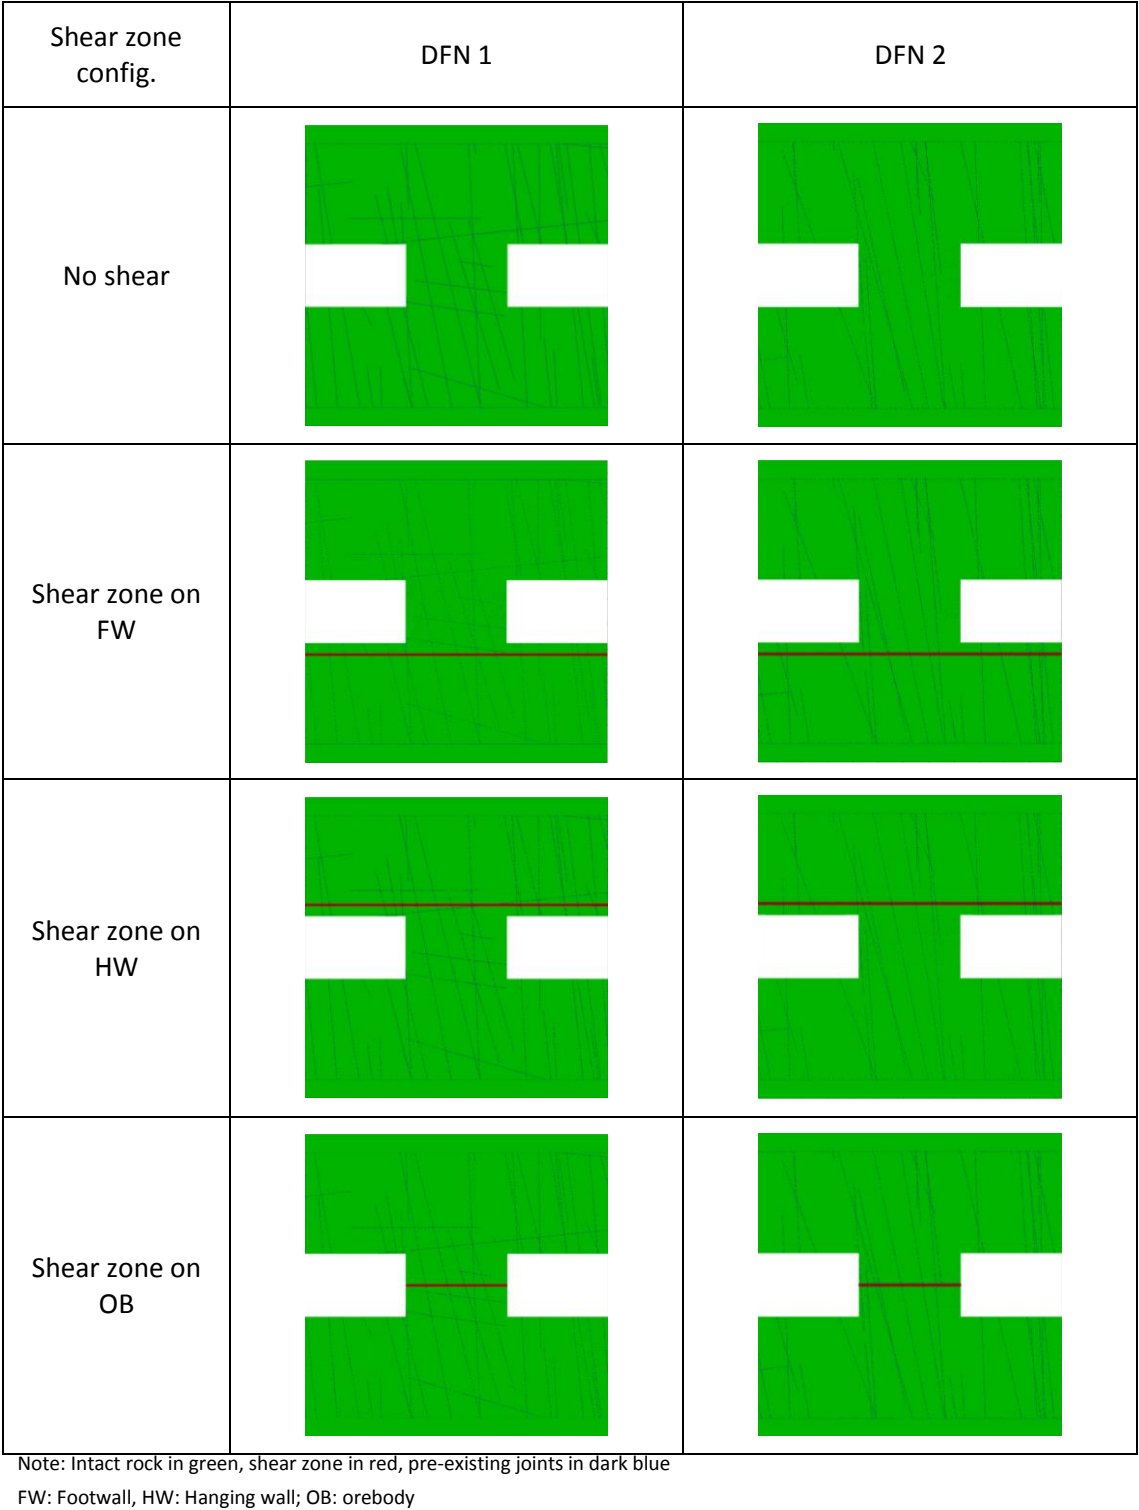 Shear zone
config.
DFN 1
DFN 2
No shear
Shear zone on
FW
Shear zone on
HW
Shear zone on
OB
Note: Intact rock in green, shear zone in red, pre-existing joints in dark blue
FW: Footwall, HW: Hanging wall; OB: orebody